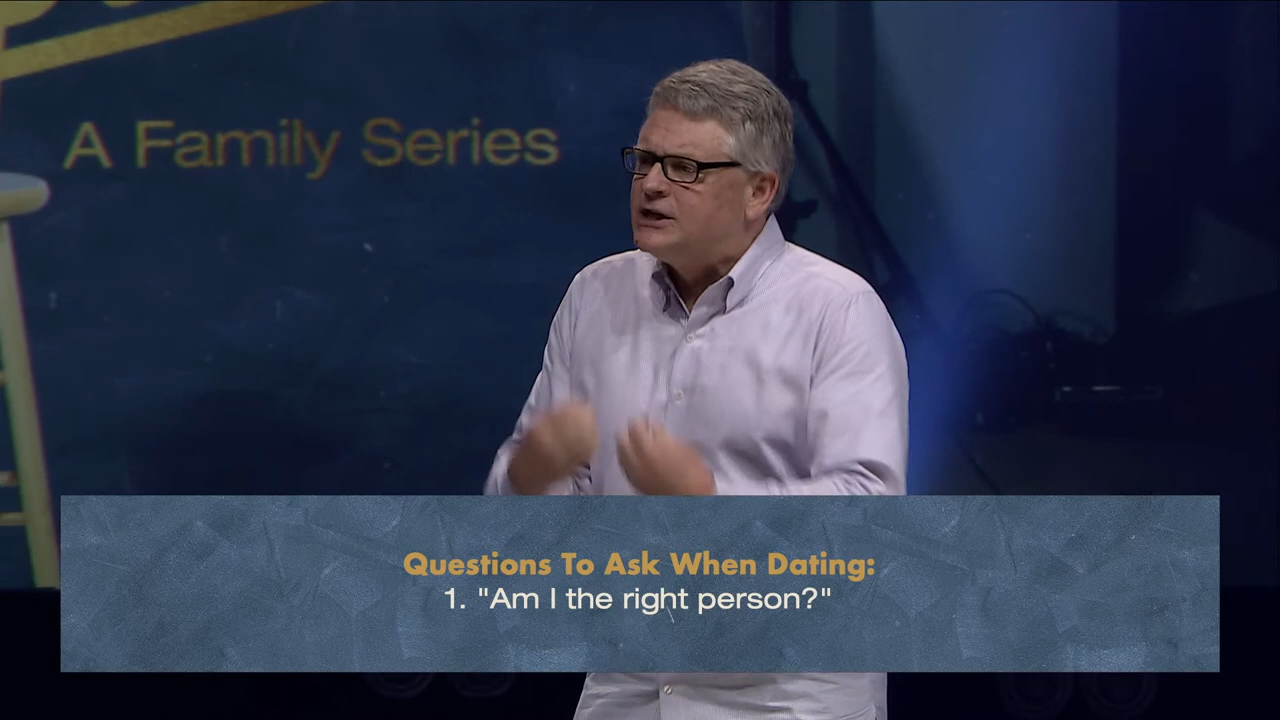 A Family Series
Questions To Ask When Dating:
1. "Am I the right person?"